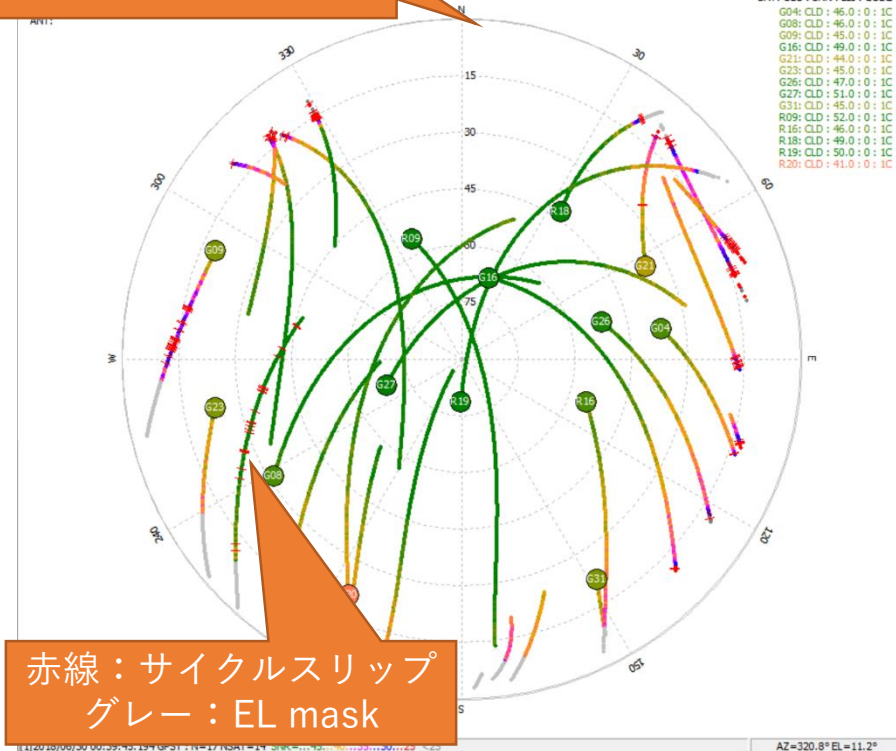 ANT:
G04: CLD : 46.0 : 0 : 1C
G08: CLD : 46.0 : 0 : 1C
G09: CLD : 45.0 : 0 : 1C
G16: CLD : 49.0 : 0 : 1C
G21: CLD : 44.0 : 0 : 1C
G23: CLD : 45.0 : 0 : 1C
G26: CLD : 47.0 : 0 : 1C
G27: CLD : 51.0 : 0 : 1C
G31: CLD : 45.0 : 0 : 1C
R09: CLD : 52.0 : 0 : 1C
R16: CLD : 46.0 : 0 : 1C
R18: CLD : 49.0 : 0 : 1C
R19: CLD : 50.0 : 0 : 1C
R20: CLD : 41.0 : 0 : 1C
N
330
30
15
30
300
60
45
R18
R09
60
G09
G21
G16
75
G26
G04
W
E
G27
R19
R16
G23
G08
240
120
G31
150
S
赤線：サイクルスリップ
グレー：EL mask
AZ=320.8° EL=11.2°